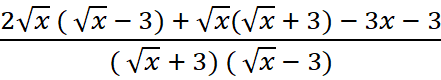 2√x ( √x − 3) + √x(√x + 3) − 3x − 3
( √x + 3) ( √x − 3)